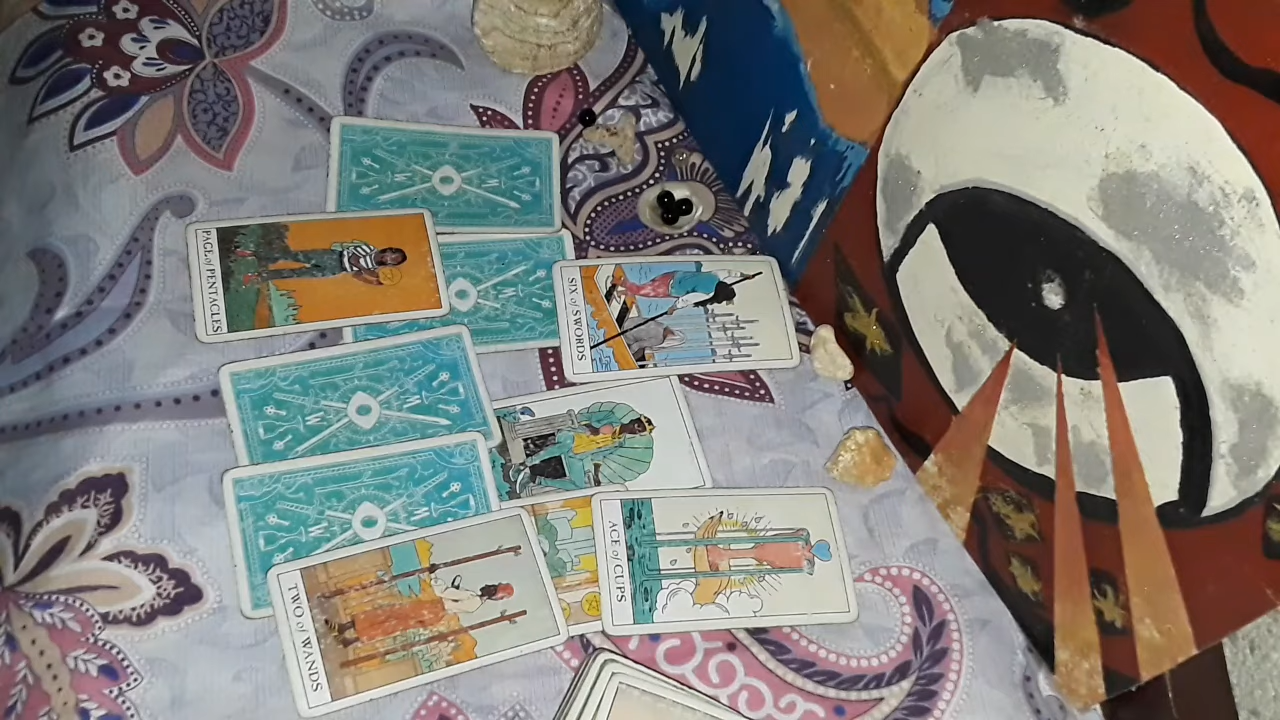 PAGE of PENTACLES
SIX of SWORDS
ACE of CUPS
TWO of WANDS